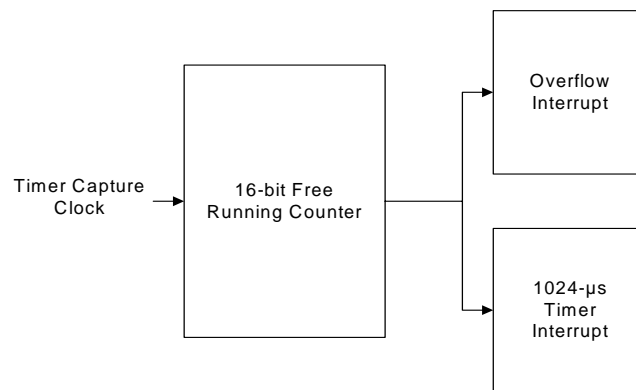 Overflow
Interrupt
Timer Capture
Clock
16-bit Free
Running Counter
1024-µs
Timer
Interrupt